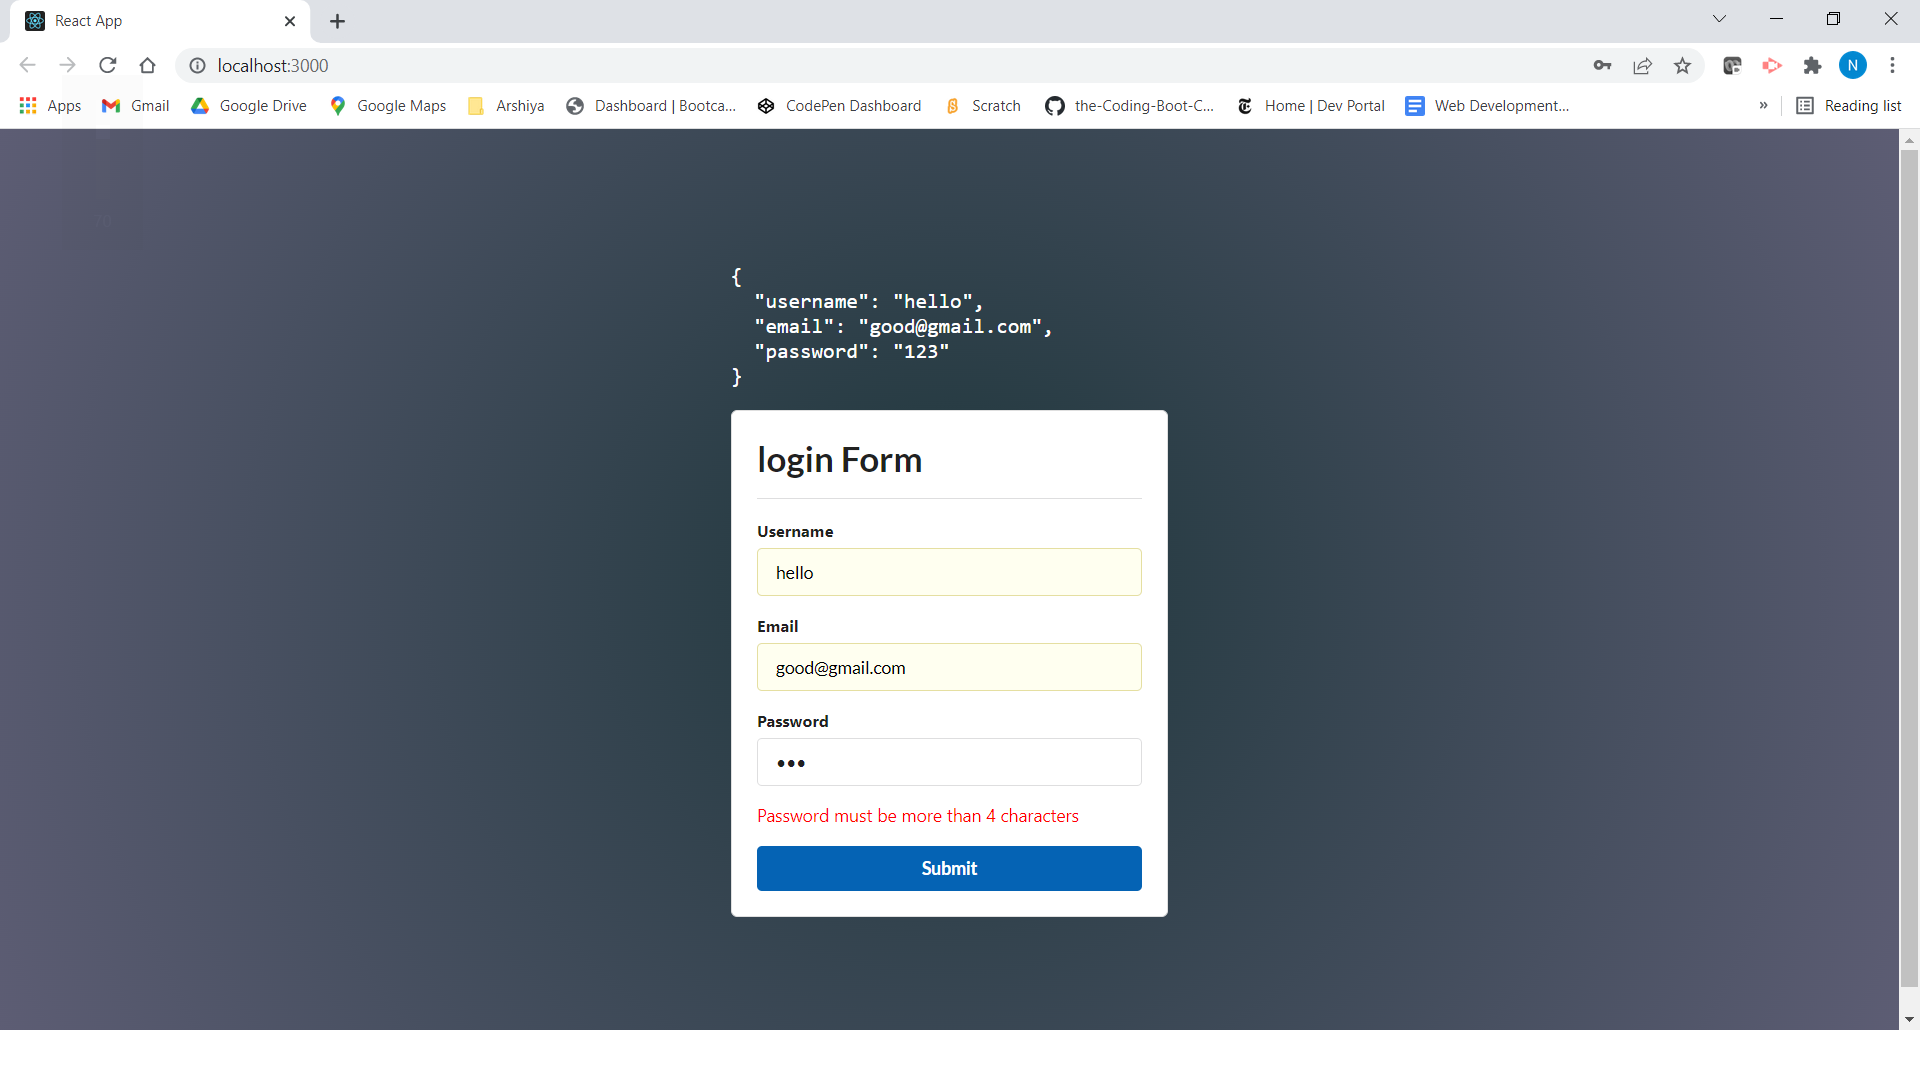 React App
localhost:3000
N
Apps
Gmail
Google Drive
Google Maps
Arshiya
Dashboard | Bootca...
CodePen Dashboard
Scratch
the-Coding-Boot-C...
Home | Dev Portal
Web Development...
»
Reading list
{
"username": "hello",
"email": "good@gmail.com",
"password": "123"
}
login Form
Username
hello
Email
good@gmail.com
Password
•••
Password must be more than 4 characters
Submit